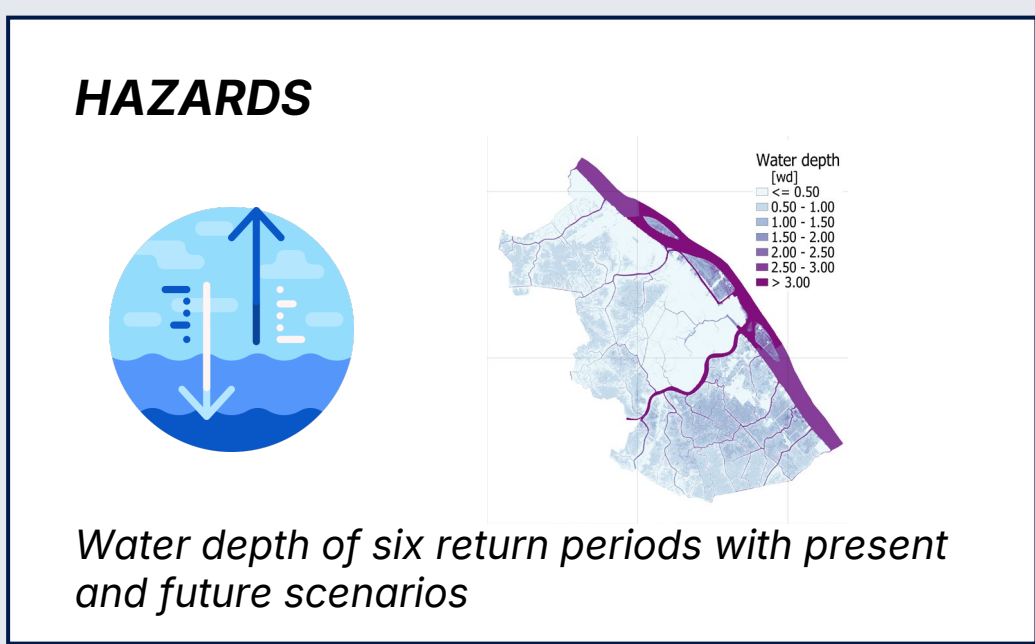 HAZARDS
Water depth
[wd]
<= 0.50
0.50 - 1.00
1.00 - 1.50
1.50 - 2.00
2.00 - 2.50
2.50 - 3.00
> 3.00
Water depth of six return periods with present
and future scenarios